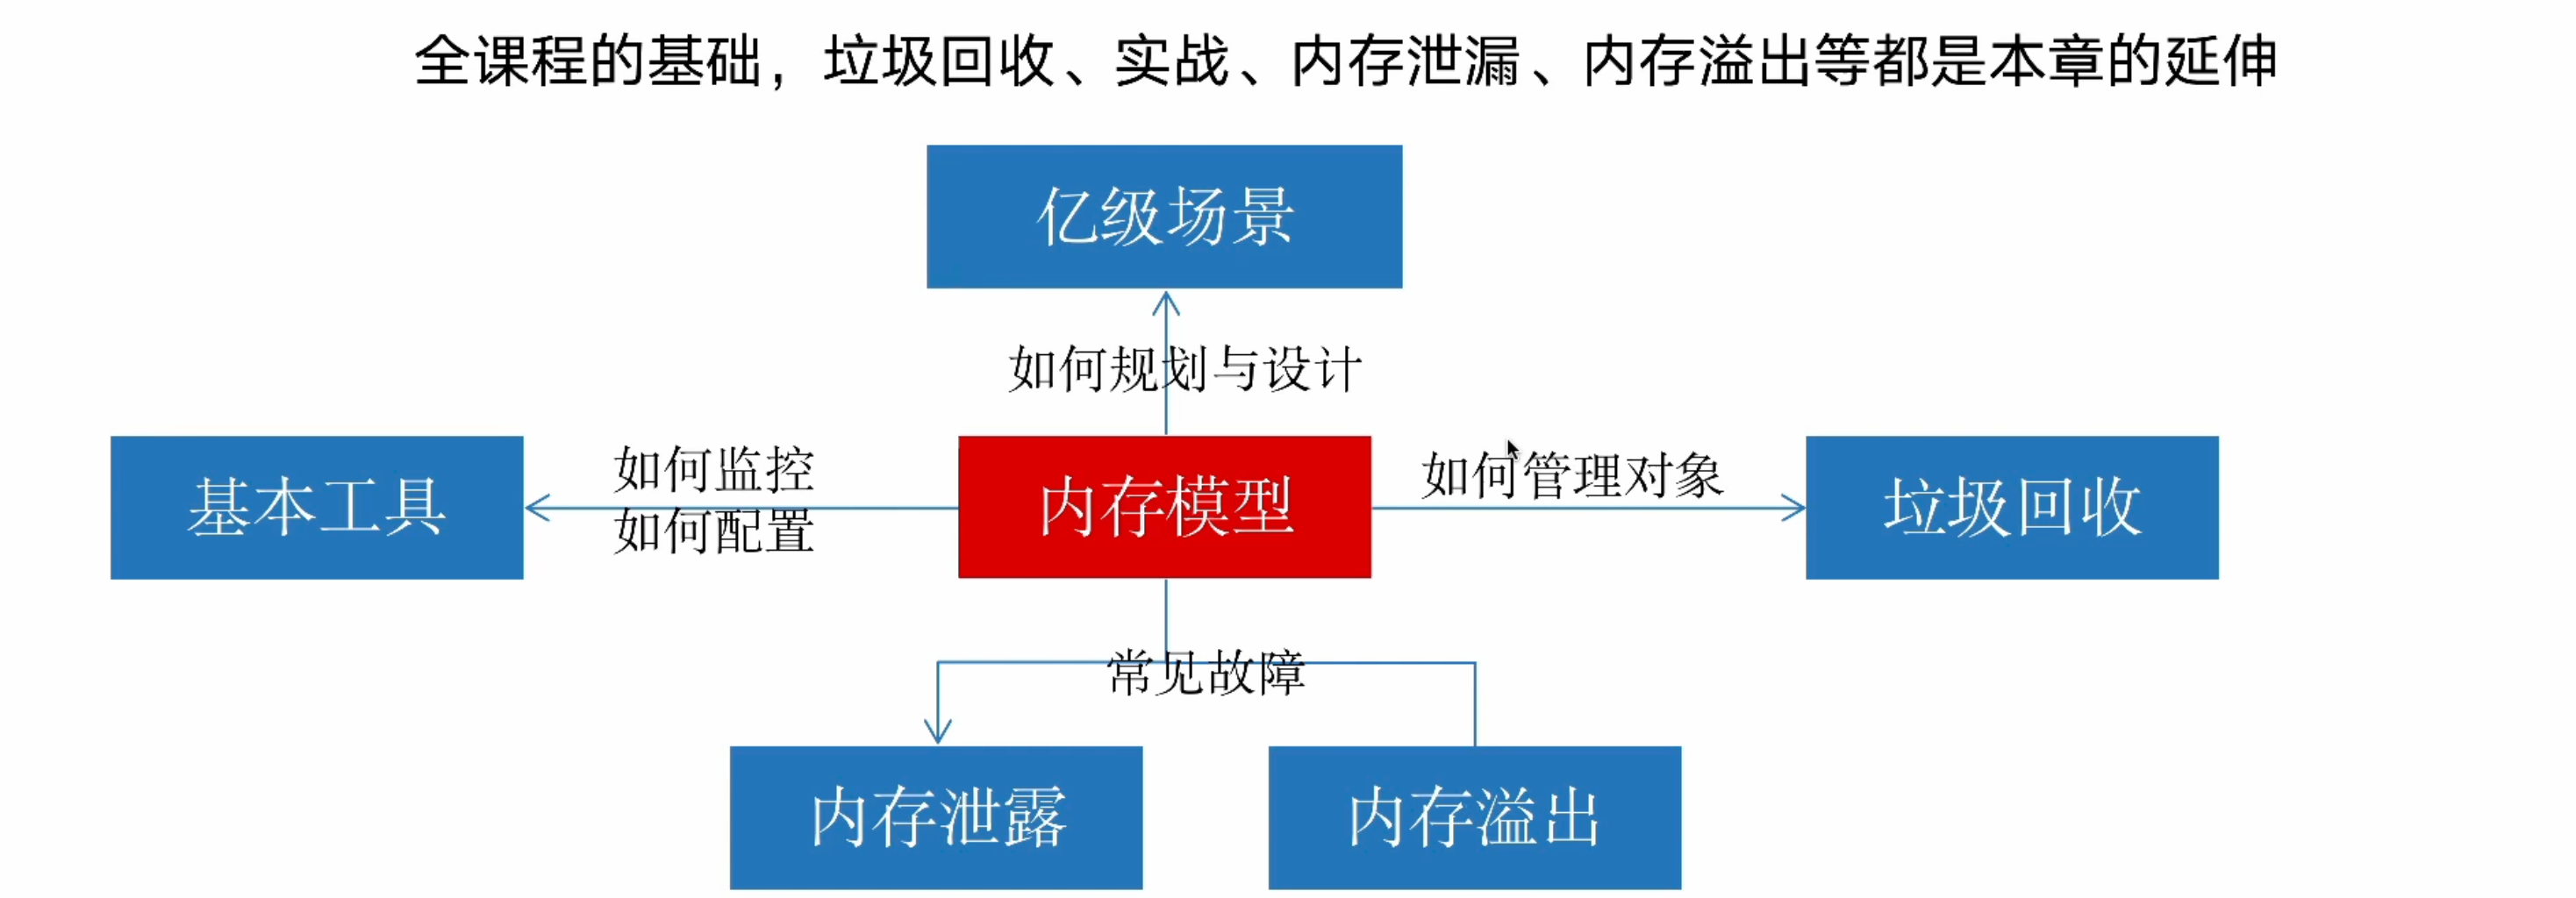 全课程的基础，垃圾回收、实战、内存泄漏、内存溢出等都是本章的延伸
亿级场景
如何规划与设计
基本工具
如何监控
如何配置
内存模型
如何管理对象
垃圾回收
常见故障
内存泄露
内存溢出